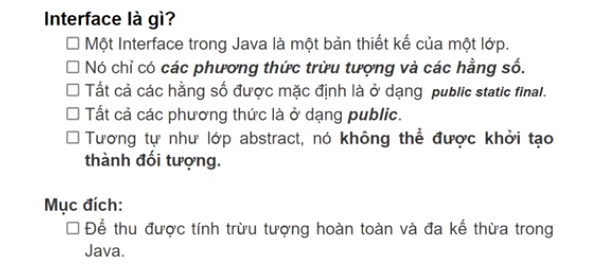 Interface là gì?
☐ Một Interface trong Java là một bản thiết kế của một lớp.
☐ Nó chỉ có các phương thức trừu tượng và các hằng số.
☐ Tất cả các hằng số được mặc định là ở dạng public static final.
☐ Tất cả các phương thức là ở dạng public.
☐ Tương tự như lớp abstract, nó không thể được khởi tạo
thành đối tượng.
Mục đích:
☐ Để thu được tính trừu tượng hoàn toàn và đa kế thừa trong
Java.